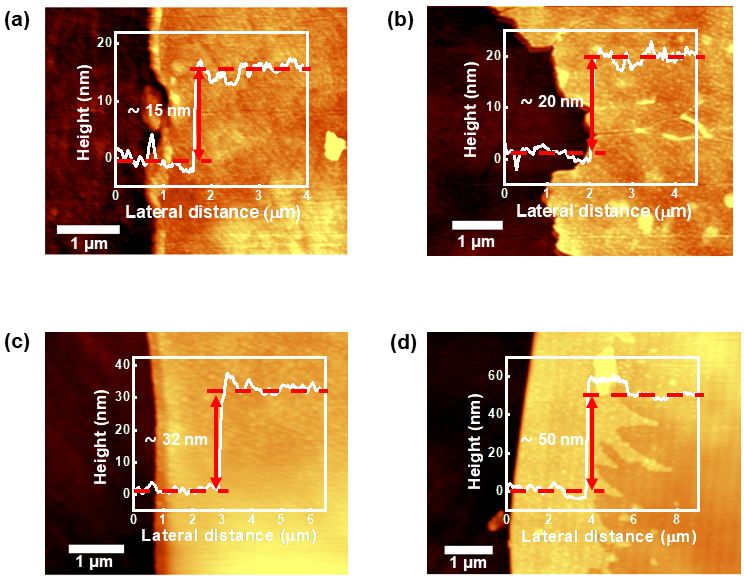 (a)
Height (nm)
20
10
0
~ 15 nm
0 1 2 3 4
Lateral distance (μm)
1 μm
(b)
Height (nm)
20
10
0
~ 20 nm
0 1 2 3 4
Lateral distance (μm)
1 μm
(c)
Height (nm)
40
30
20
10
0
~ 32 nm
0 1 2 3 4 5 6
Lateral distance (μm)
1 μm
(d)
Height (nm)
60
40
20
0
~ 50 nm
0 2 4 6 8
Lateral distance (μm)
1 μm